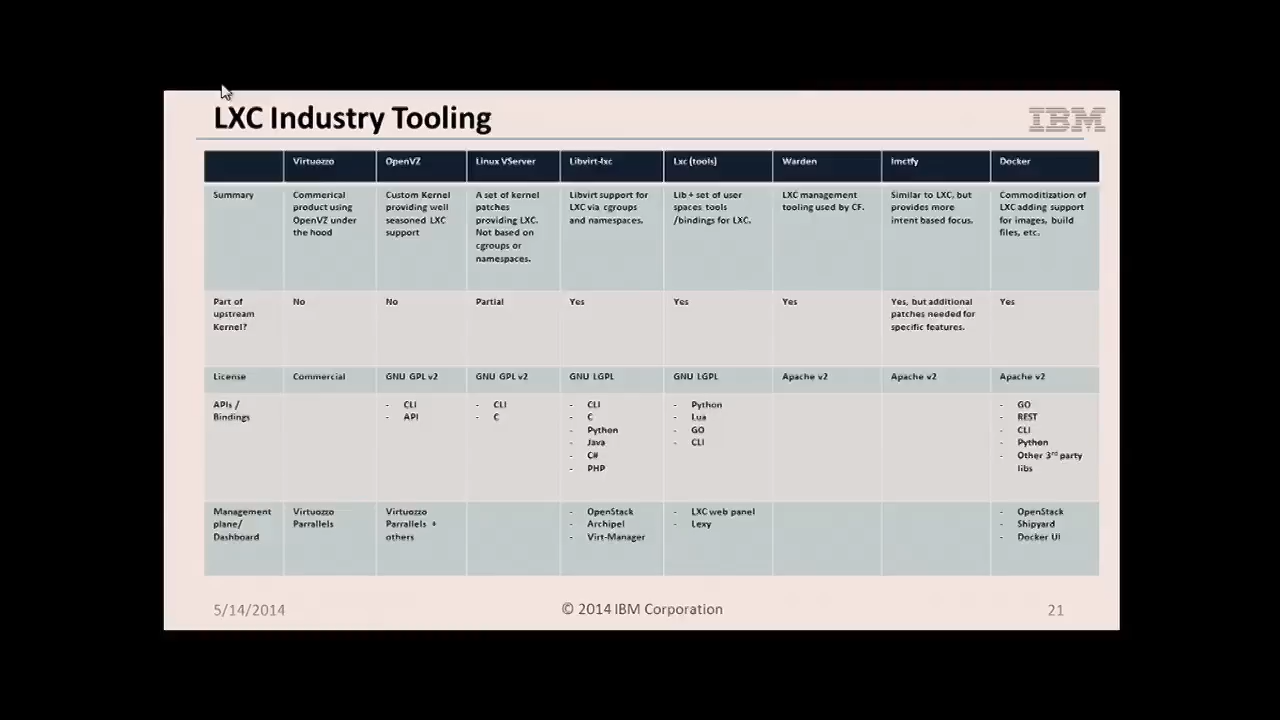 LXC Industry Tooling
IBM
Virtuozzo
OpenVZ
Linux VServer
Libvirt-lxc
Lxc (tools)
Warden
lmctfy
Docker
Summary
Commerical
product using
OpenVZ under
the hood
Custom Kernel
providing well
seasoned LXC
support
A set of kernel
patches
providing LXC.
Not based on
cgroups or
namespaces.
Libvirt support for
LXC via cgroups
and namespaces.
Lib + set of user
spaces tools
/bindings for LXC.
LXC management
tooling used by CF.
Similar to LXC, but
provides more
intent based focus.
Commoditization of
LXC adding support
for images, build
files, etc.
Part of
upstream
Kernel?
No
No
Partial
Yes
Yes
Yes
Yes, but additional
patches needed for
specific features.
Yes
License
Commercial
GNU GPL v2
GNU GPL v2
GNU LGPL
GNU LGPL
Apache v2
Apache v2
Apache v2
APIs /
Bindings
- CLI
- API
- CLI
- C
- CLI
- C
- Python
- Java
- C#
- PHP
- Python
- Lua
- GO
- CLI
- GO
- REST
- CLI
- Python
- Other 3rd party
libs
Management
plane/
Dashboard
Virtuozzo
Parrallels
Virtuozzo
Parrallels +
others
- OpenStack
- Archipel
- Virt-Manager
- LXC web panel
- Lexy
- OpenStack
- Shipyard
- Docker UI
5/14/2014
© 2014 IBM Corporation
21